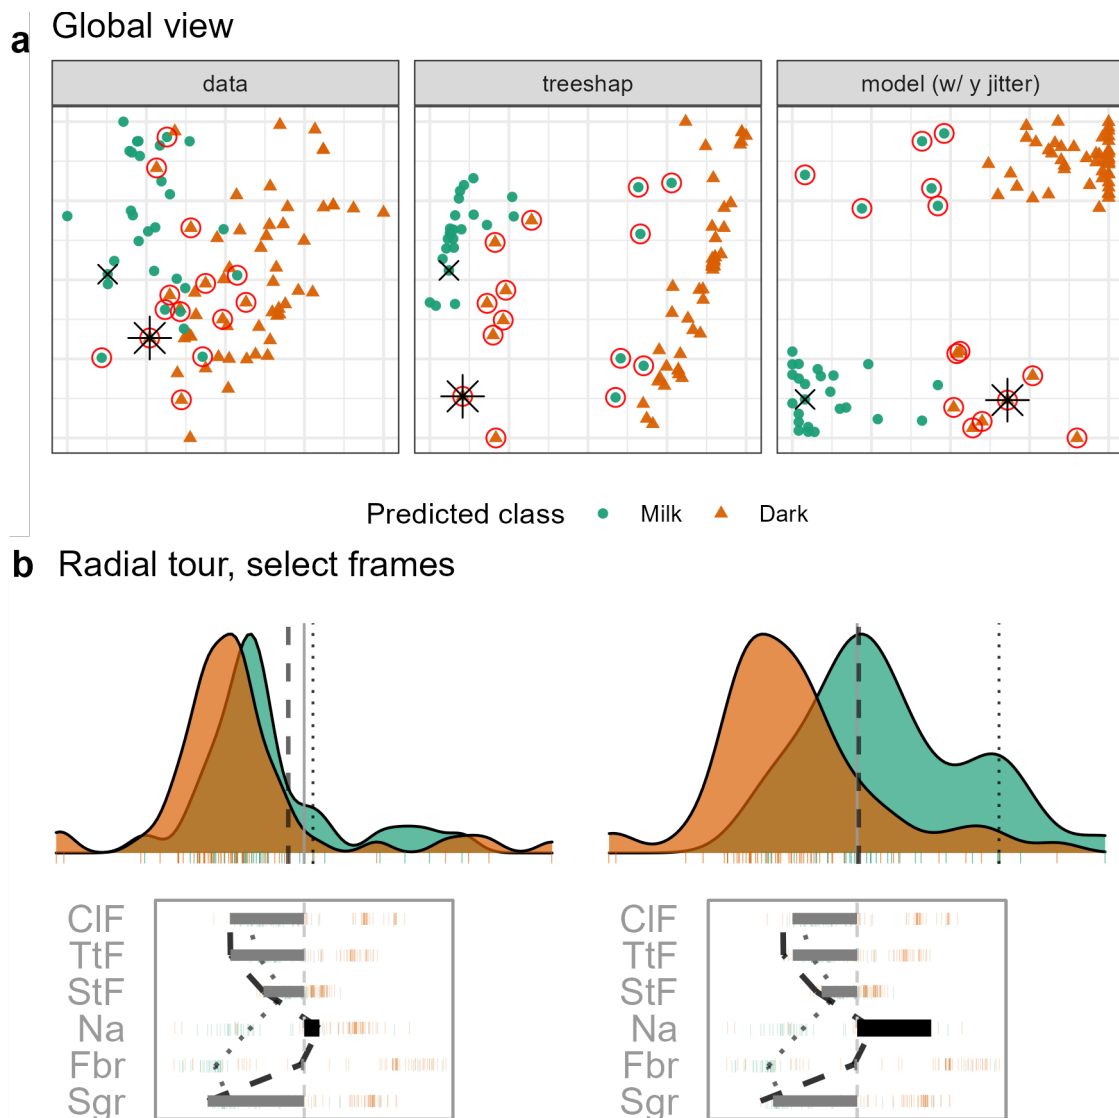 a Global view
data treeshap model (w/ y jitter)
Predicted class Milk Dark
b Radial tour, select frames
ClF ClF
TtF TtF
StF StF
Na Na
Fbr Fbr
Sgr Sgr